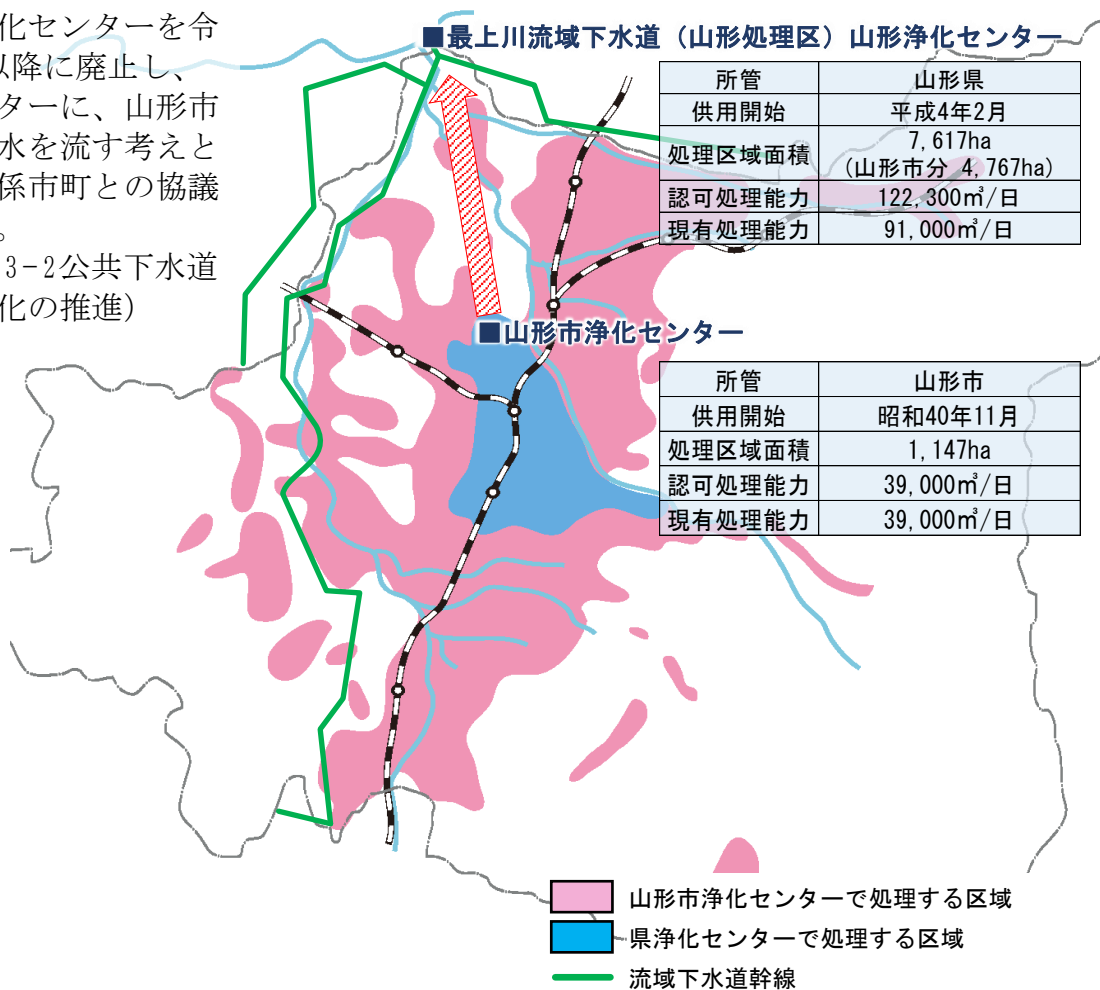 化センターを令
以降に廃止し、
ターに、山形市
水を流す考えと
係市町との協議
。
3-2公共下水道
化の推進)
■最上川流域下水道（山形処理区）山形浄化センター
所管 山形県
供用開始 平成4年2月
処理区域面積 7,617ha
(山形市分 4,767ha)
認可処理能力 122,300㎥/日
現有処理能力 91,000㎥/日
■山形市浄化センター
所管 山形市
供用開始 昭和40年11月
処理区域面積 1,147ha
認可処理能力 39,000㎥/日
現有処理能力 39,000㎥/日
山形市浄化センターで処理する区域
県浄化センターで処理する区域
流域下水道幹線